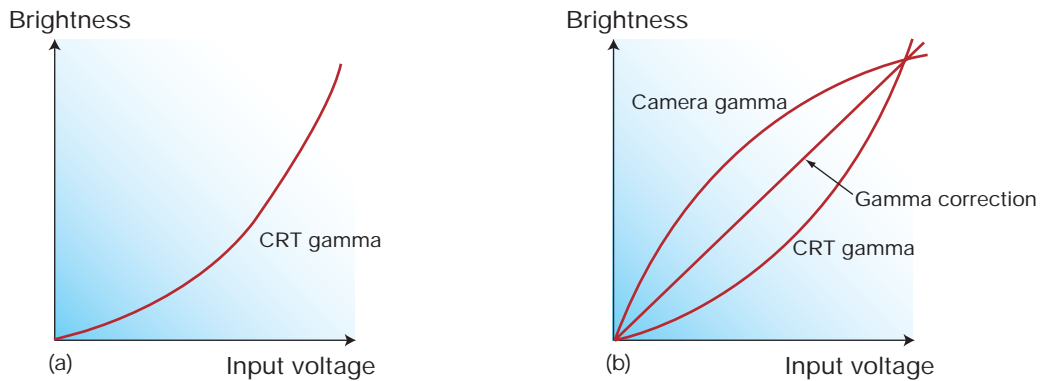 Brightness
CRT gamma
(a)
Input voltage
Brightness
Camera gamma
Gamma correction
CRT gamma
(b)
Input voltage